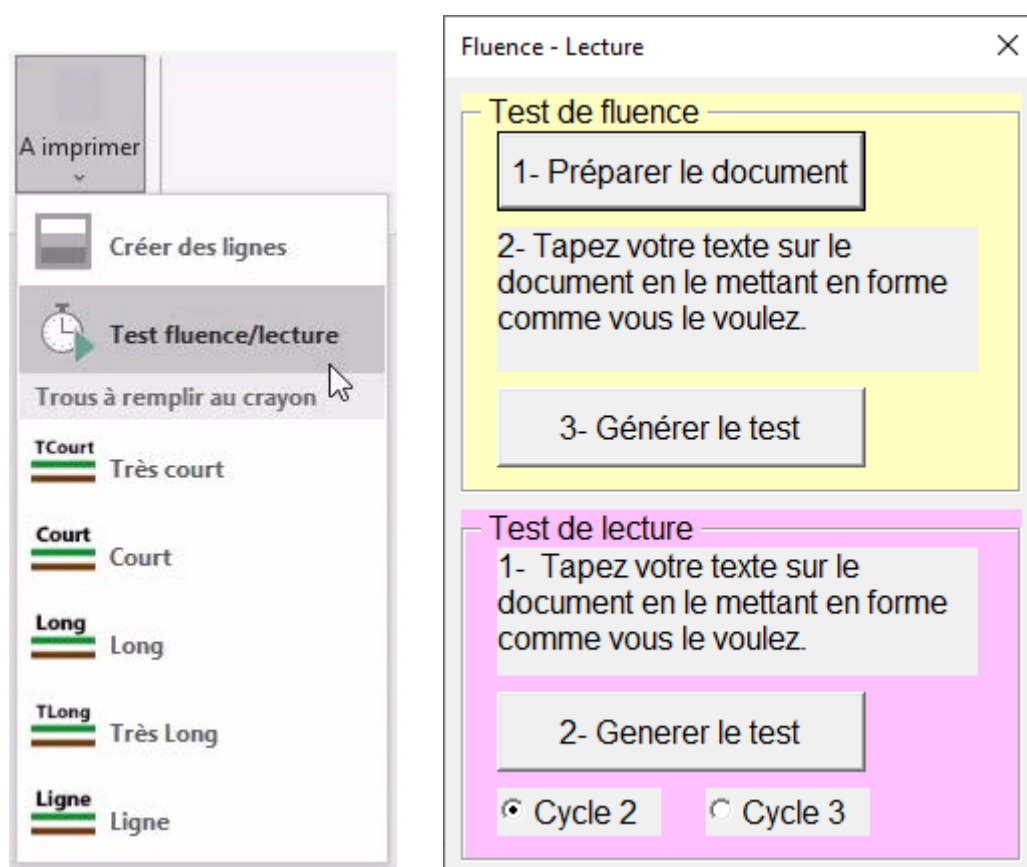 A imprimer
Créer des lignes
Test fluence/lecture
Trous à remplir au crayon
TCourt
Très court
Court
Court
Long
Long
TLong
Très Long
Ligne
Ligne
Fluence - Lecture
Test de fluence
1- Préparer le document
2- Tapez votre texte sur le
document en le mettant en forme
comme vous le voulez.
3- Générer le test
Test de lecture
1- Tapez votre texte sur le
document en le mettant en forme
comme vous le voulez.
2- Generer le test
Cycle 2
Cycle 3